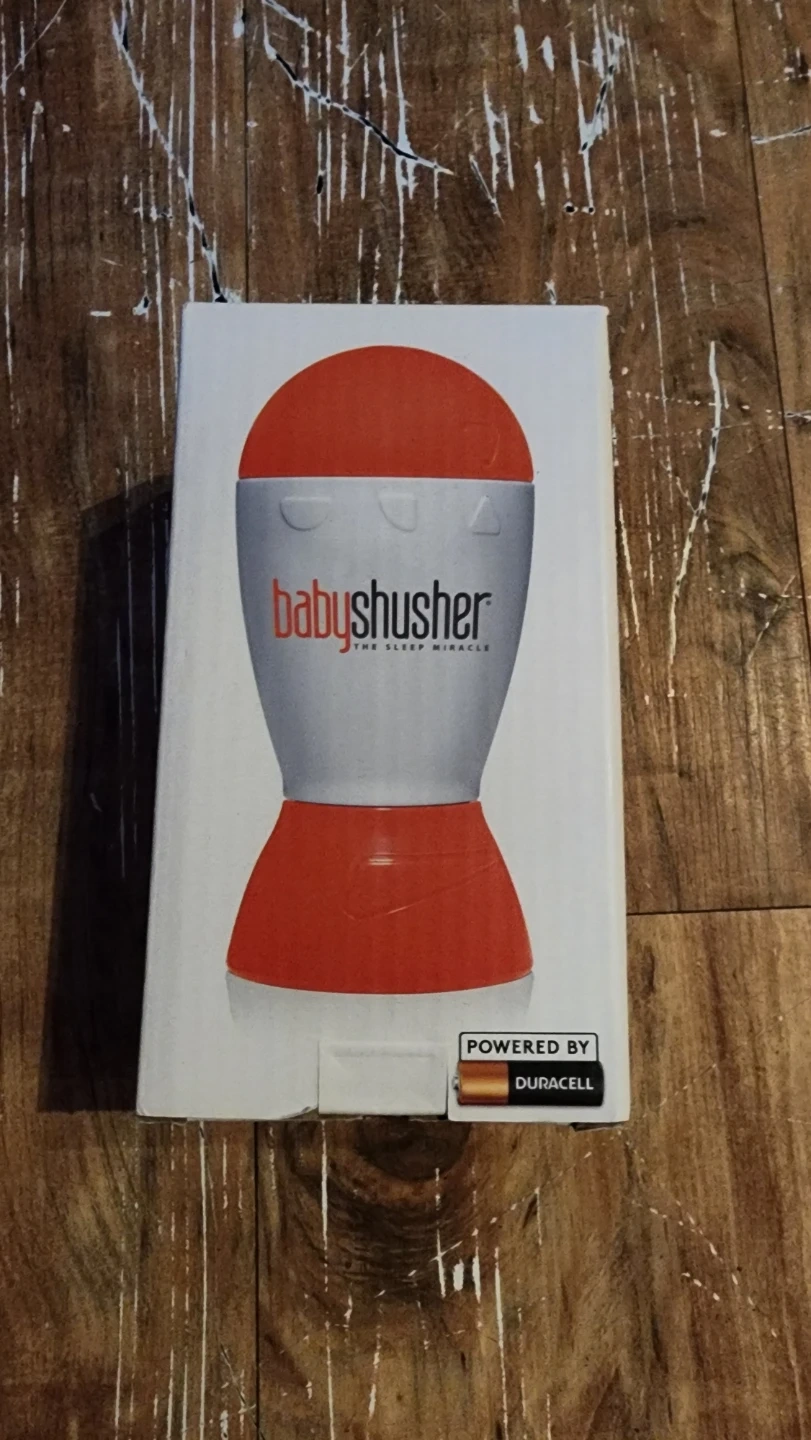 babyshusher®
THE SLEEP MIRACLE
POWERED BY
DURACELL